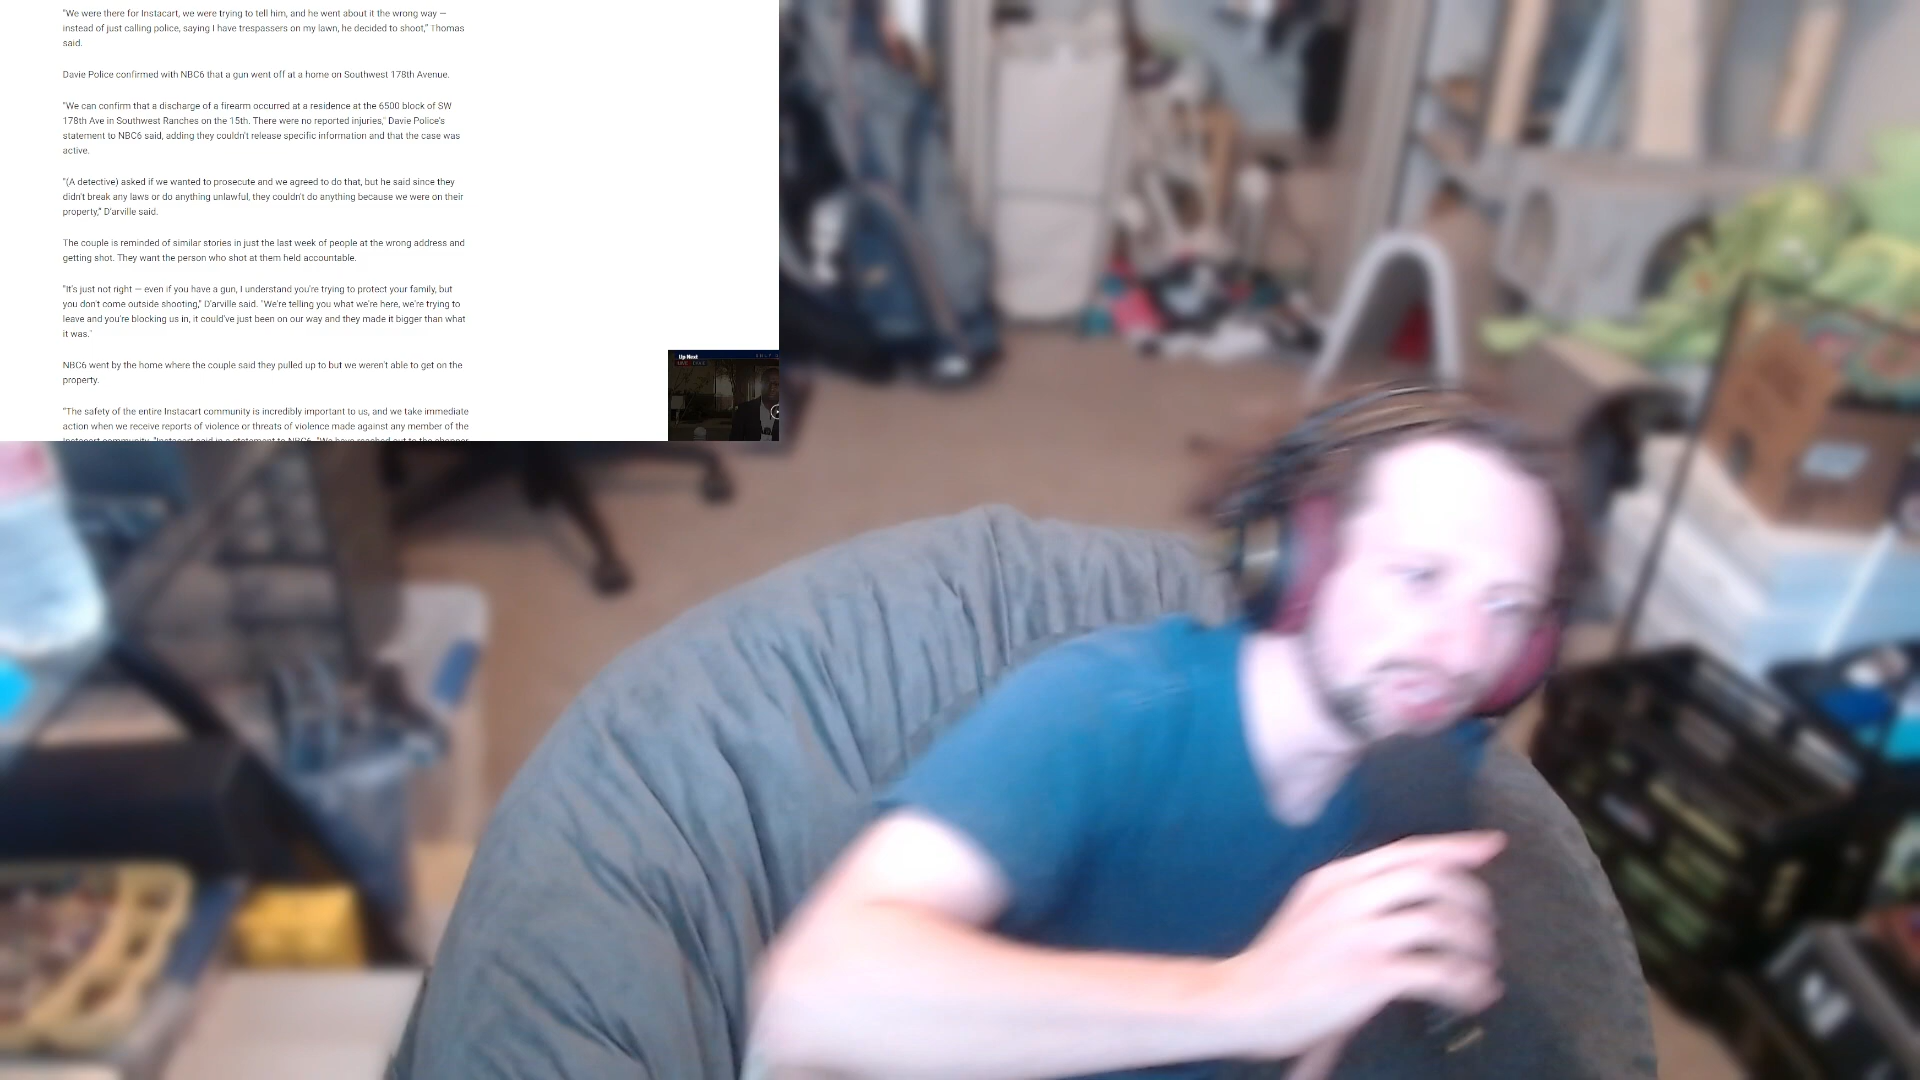 "We were there for Instacart, we were trying to tell him, and he went about it the wrong way —
instead of just calling police, saying I have trespassers on my lawn, he decided to shoot," Thomas
said.
Davie Police confirmed with NBC6 that a gun went off at a home on Southwest 178th Avenue.
"We can confirm that a discharge of a firearm occurred at a residence at the 6500 block of SW
178th Ave in Southwest Ranches on the 15th. There were no reported injuries," Davie Police's
statement to NBC6 said, adding they couldn't release specific information and that the case was
active.
"(A detective) asked if we wanted to prosecute and we agreed to do that, but he said since they
didn't break any laws or do anything unlawful, they couldn't do anything because we were on their
property," D'arville said.
The couple is reminded of similar stories in just the last week of people at the wrong address and
getting shot. They want the person who shot at them held accountable.
"It's just not right — even if you have a gun, I understand you're trying to protect your family, but
you don't come outside shooting," D'arville said. "We're telling you what we're here, we're trying to
leave and you're blocking us in, it could've just been on our way and they made it bigger than what
it was."
NBC6 went by the home where the couple said they pulled up to but we weren't able to get on the
property.
"The safety of the entire Instacart community is incredibly important to us, and we take immediate
action when we receive reports of violence or threats of violence made against any member of the
Instacart community, "Instacart said in a statement to NBC6. "We have reached out to the shopper
Up Next